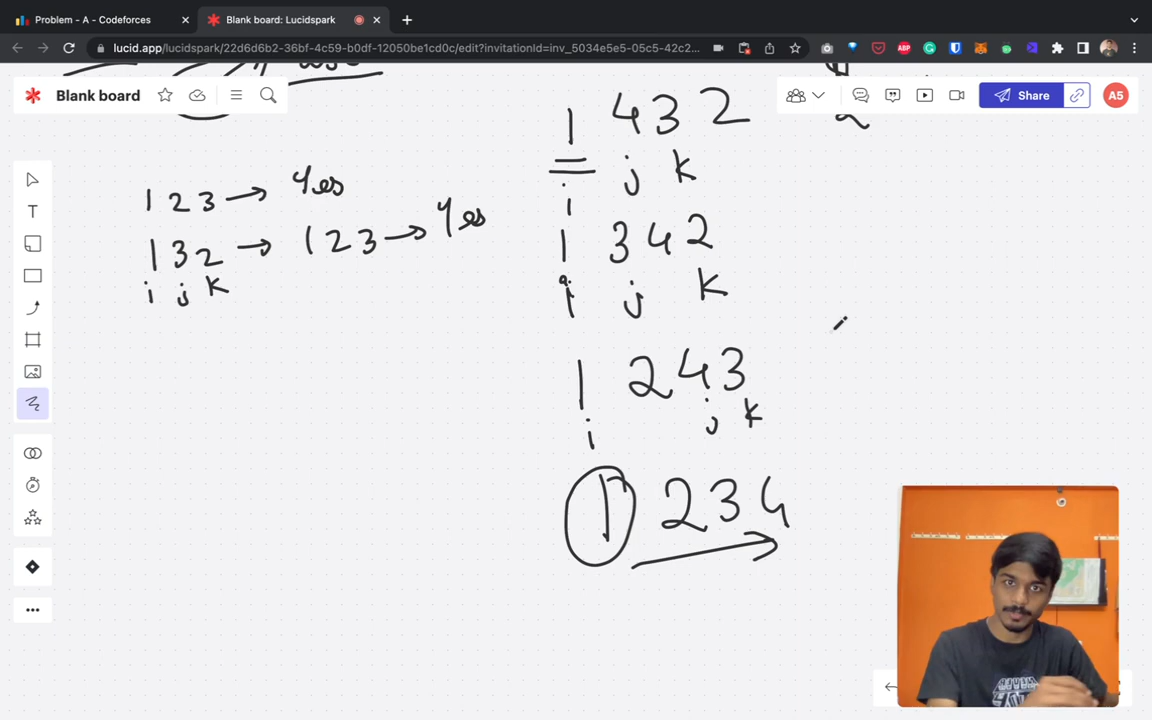 Problem - A - Codeforces
Blank board: Lucidspark
lucid.app/lucidspark/22d6d6b2-36bf-4c59-b0df-12050be1cd0c/edit?invitationId=inv_5034e5e5-05c5-42c2...
ABP
Blank board
Share
A5
T
1 2 3 → Yes
1 3 2 → 1 2 3 → Yes
i j k
1 4 3 2
i j k
1 3 4 2
i j k
1 2 4 3
i j k
1 2 3 4